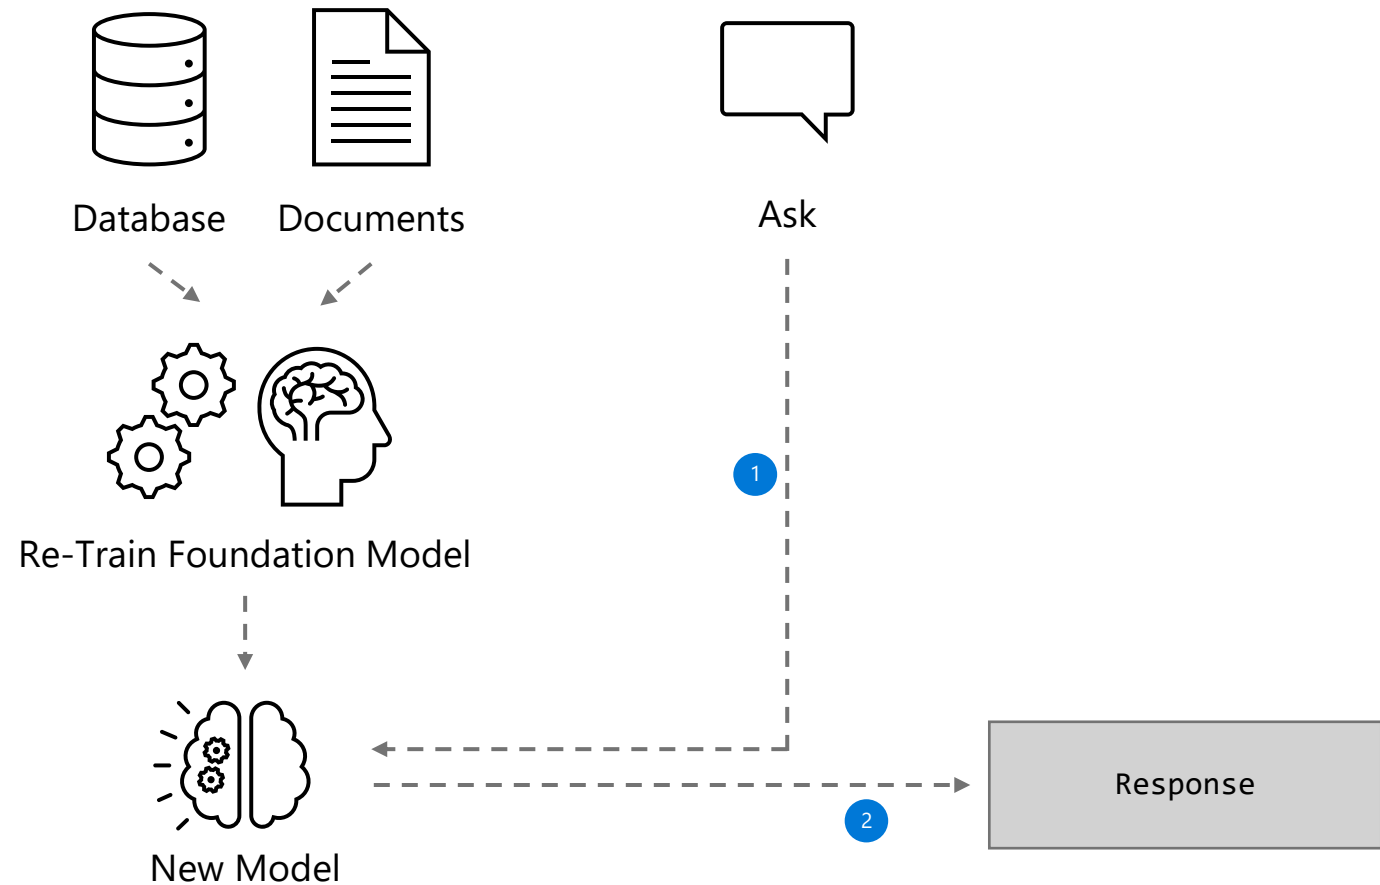 Database
Documents
Ask
1
Re-Train Foundation Model
Response
2
New Model